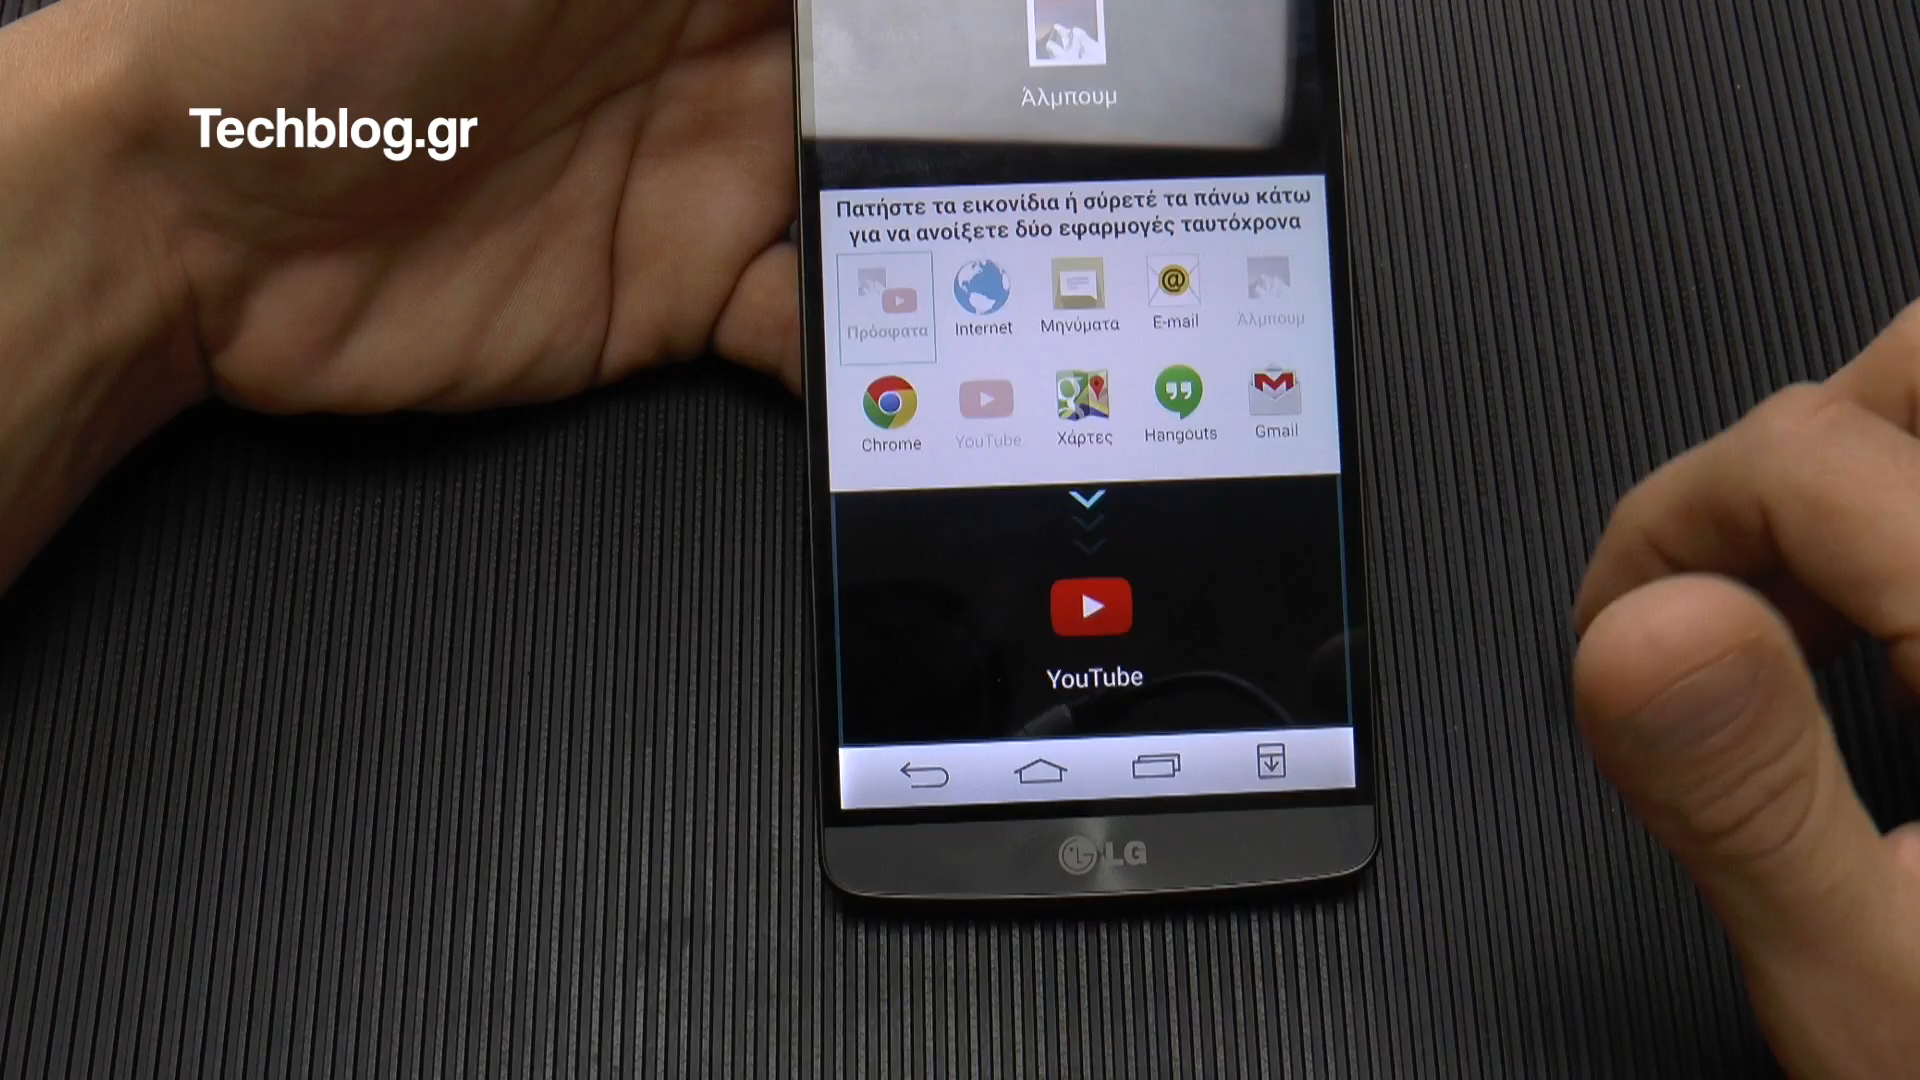 Techblog.gr
Άλμπουμ
Πατήστε τα εικονίδια ή σύρετέ τα πάνω κάτω
για να ανοίξετε δύο εφαρμογές ταυτόχρονα
Πρόσφατα
Internet
Μηνύματα
E-mail
Άλμπουμ
Chrome
YouTube
Χάρτες
Hangouts
Gmail
YouTube
LG